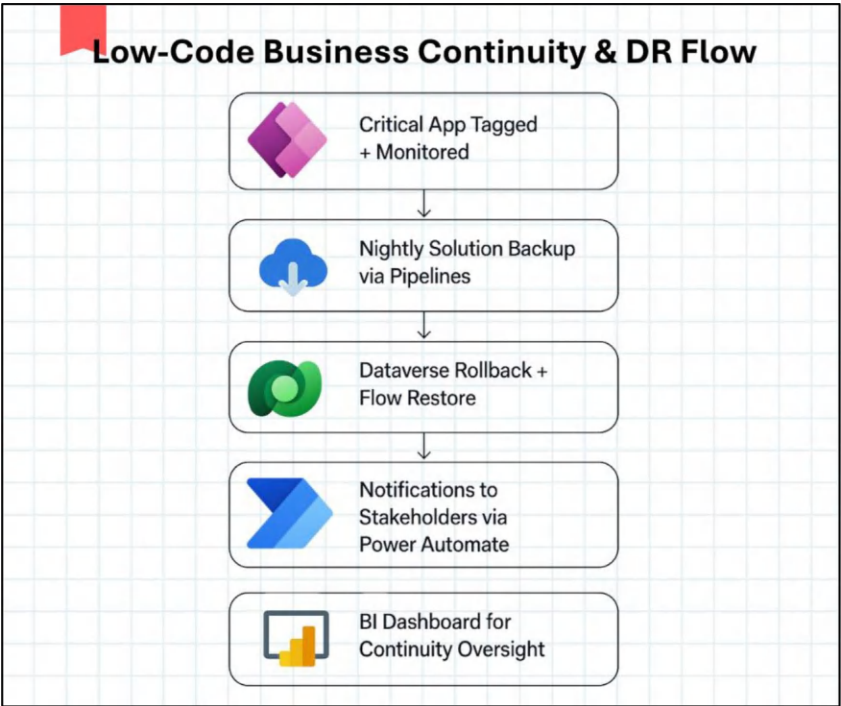 Low-Code Business Continuity & DR Flow
Critical App Tagged
+ Monitored
Nightly Solution Backup
via Pipelines
Dataverse Rollback +
Flow Restore
Notifications to
Stakeholders via
Power Automate
BI Dashboard for
Continuity Oversight